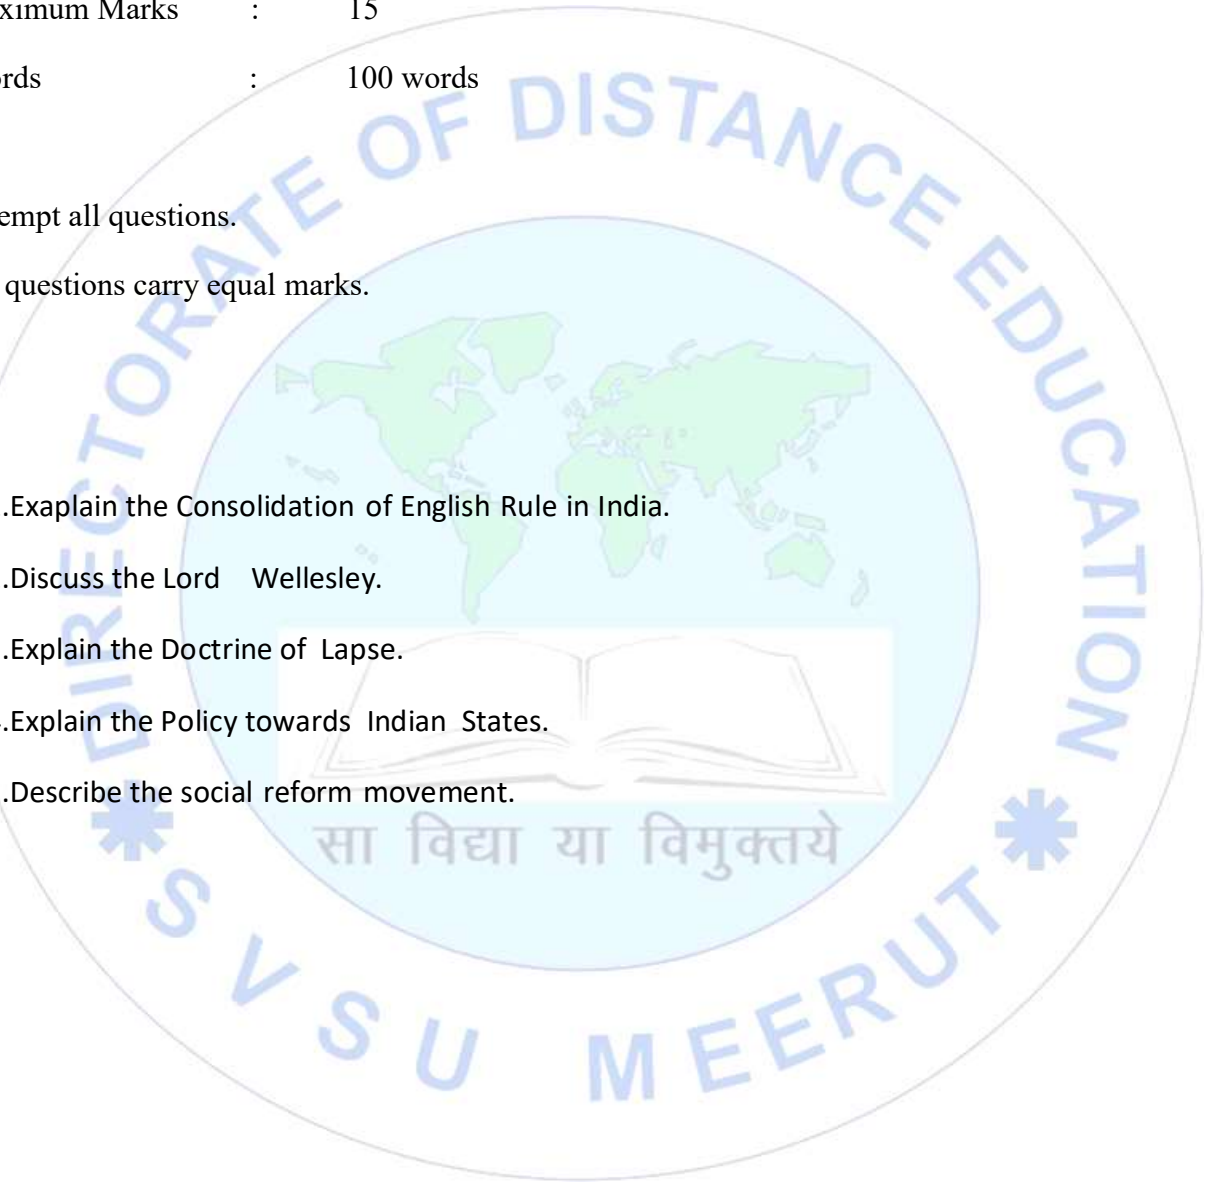 ximum Marks : 15
ords : 100 words
empt all questions.
questions carry equal marks.
.Exaplain the Consolidation of English Rule in India.
.Discuss the Lord Wellesley.
.Explain the Doctrine of Lapse.
.Explain the Policy towards Indian States.
.Describe the social reform movement.
DIRECTORATE OF DISTANCE EDUCATION
सा विद्या या विमुक्तये
SVSU MEERUT